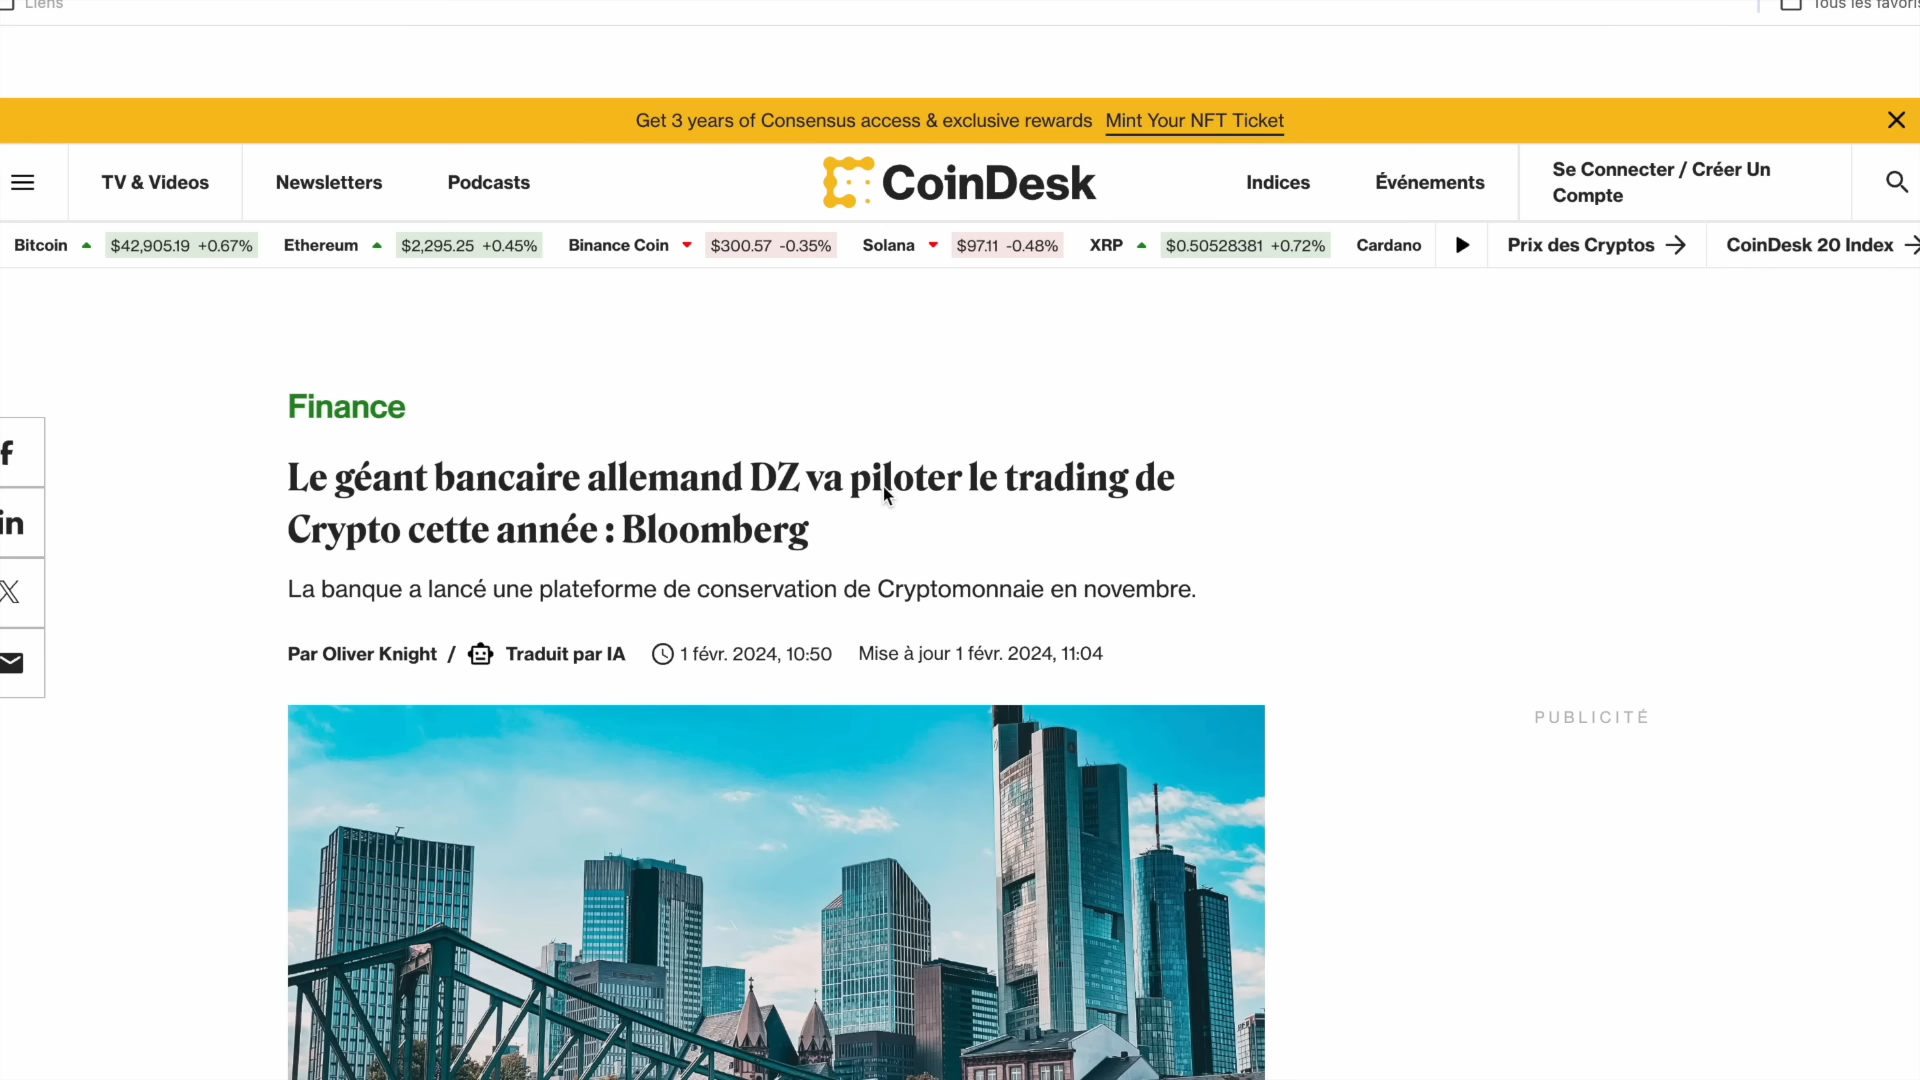 Liens
Tous les favoris
Get 3 years of Consensus access & exclusive rewards Mint Your NFT Ticket
TV & Videos
Newsletters
Podcasts
CoinDesk
Indices
Événements
Se Connecter / Créer Un
Compte
Bitcoin $42,905.19 +0.67% Ethereum $2,295.25 +0.45% Binance Coin $300.57 -0.35% Solana $97.11 -0.48% XRP $0.50528381 +0.72% Cardano
Prix des Cryptos
CoinDesk 20 Index
Finance
Le géant bancaire allemand DZ va piloter le trading de
Crypto cette année : Bloomberg
La banque a lancé une plateforme de conservation de Cryptomonnaie en novembre.
Par Oliver Knight / Traduit par IA 1 févr. 2024, 10:50 Mise à jour 1 févr. 2024, 11:04
PUBLICITÉ